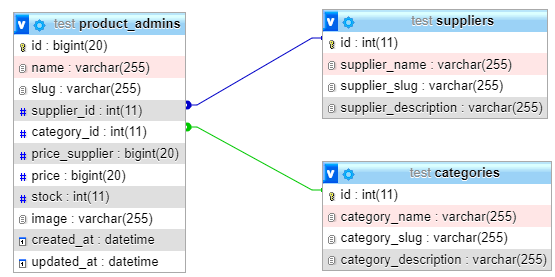 v test product_admins
id : bigint(20)
name : varchar(255)
slug : varchar(255)
# supplier_id : int(11)
# category_id : int(11)
# price_supplier : bigint(20)
# price : bigint(20)
# stock : int(11)
image : varchar(255)
created_at : datetime
updated_at : datetime
v test suppliers
id : int(11)
supplier_name : varchar(255)
supplier_slug : varchar(255)
supplier_description : varchar(255)
v test categories
id : int(11)
category_name : varchar(255)
category_slug : varchar(255)
category_description : varchar(255)